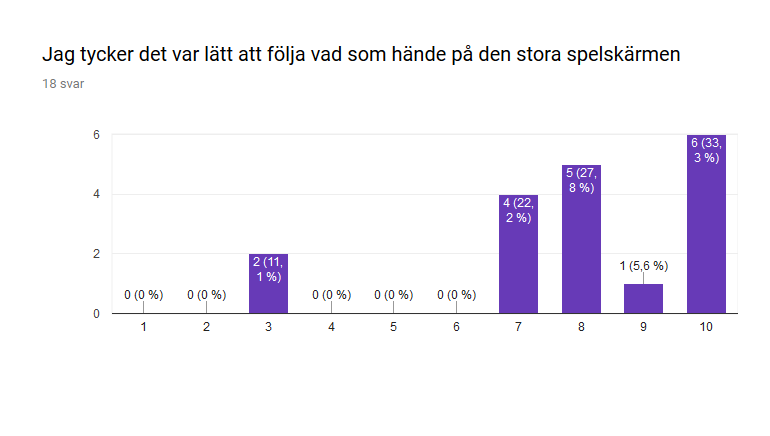 Jag tycker det var lätt att följa vad som hände på den stora spelskärmen
18 svar
6
4
2
0
0 (0 %)
0 (0 %)
2 (11,
1 %)
0 (0 %)
0 (0 %)
0 (0 %)
4 (22,
2 %)
5 (27,
8 %)
1 (5,6 %)
6 (33,
3 %)
1 2 3 4 5 6 7 8 9 10